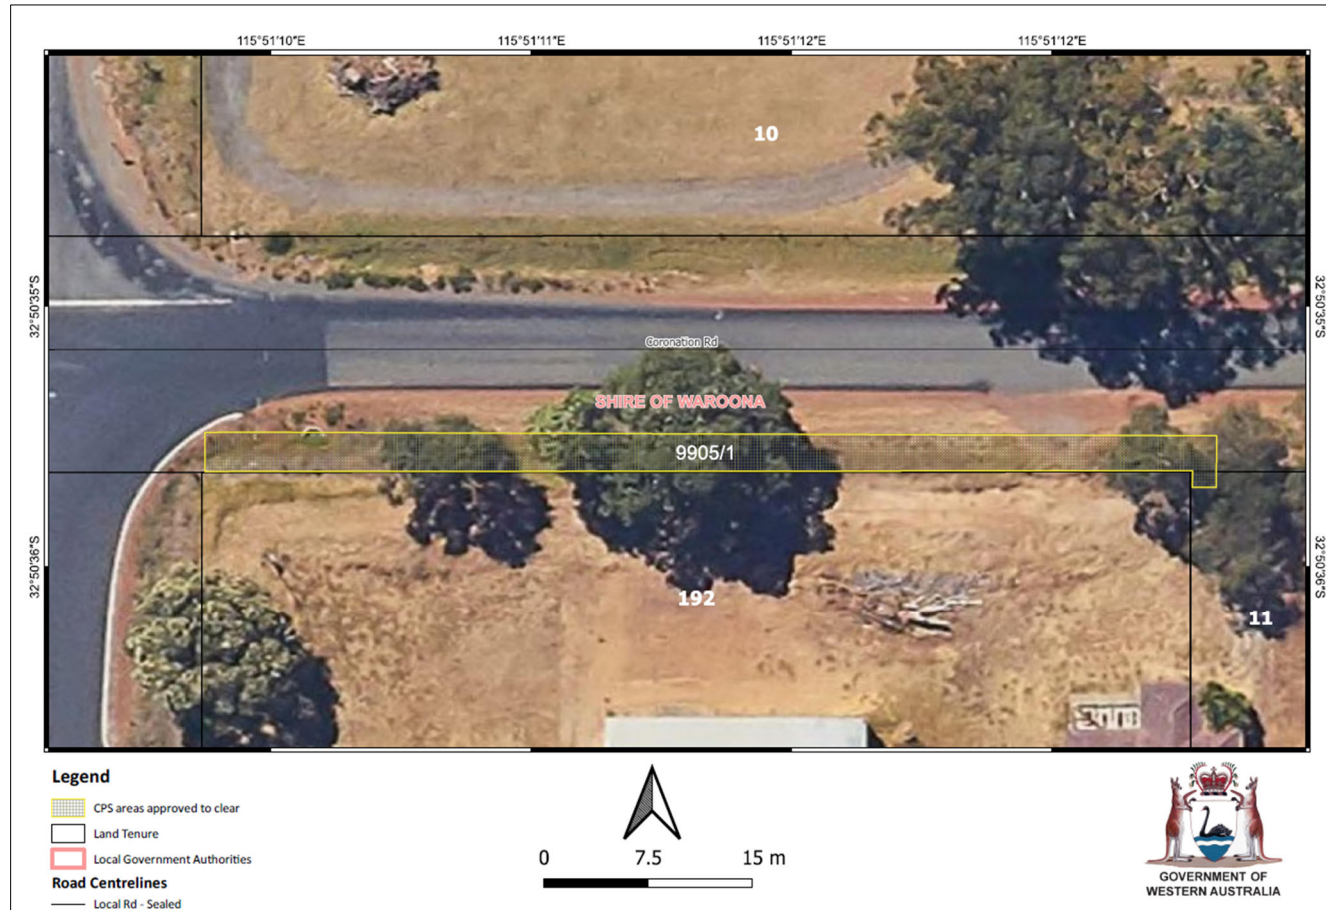 115°51'10"E 115°51'11"E 115°51'12"E 115°51'12"E
10
32°50'35"S
32°50'35"S
Coronation Rd
SHIRE OF WAROONA
9905/1
32°50'36"S
32°50'36"S
192
11
Legend
CPS areas approved to clear
Land Tenure
Local Government Authorities
Road Centrelines
Local Rd - Sealed
0 7.5 15 m
GOVERNMENT OF
WESTERN AUSTRALIA